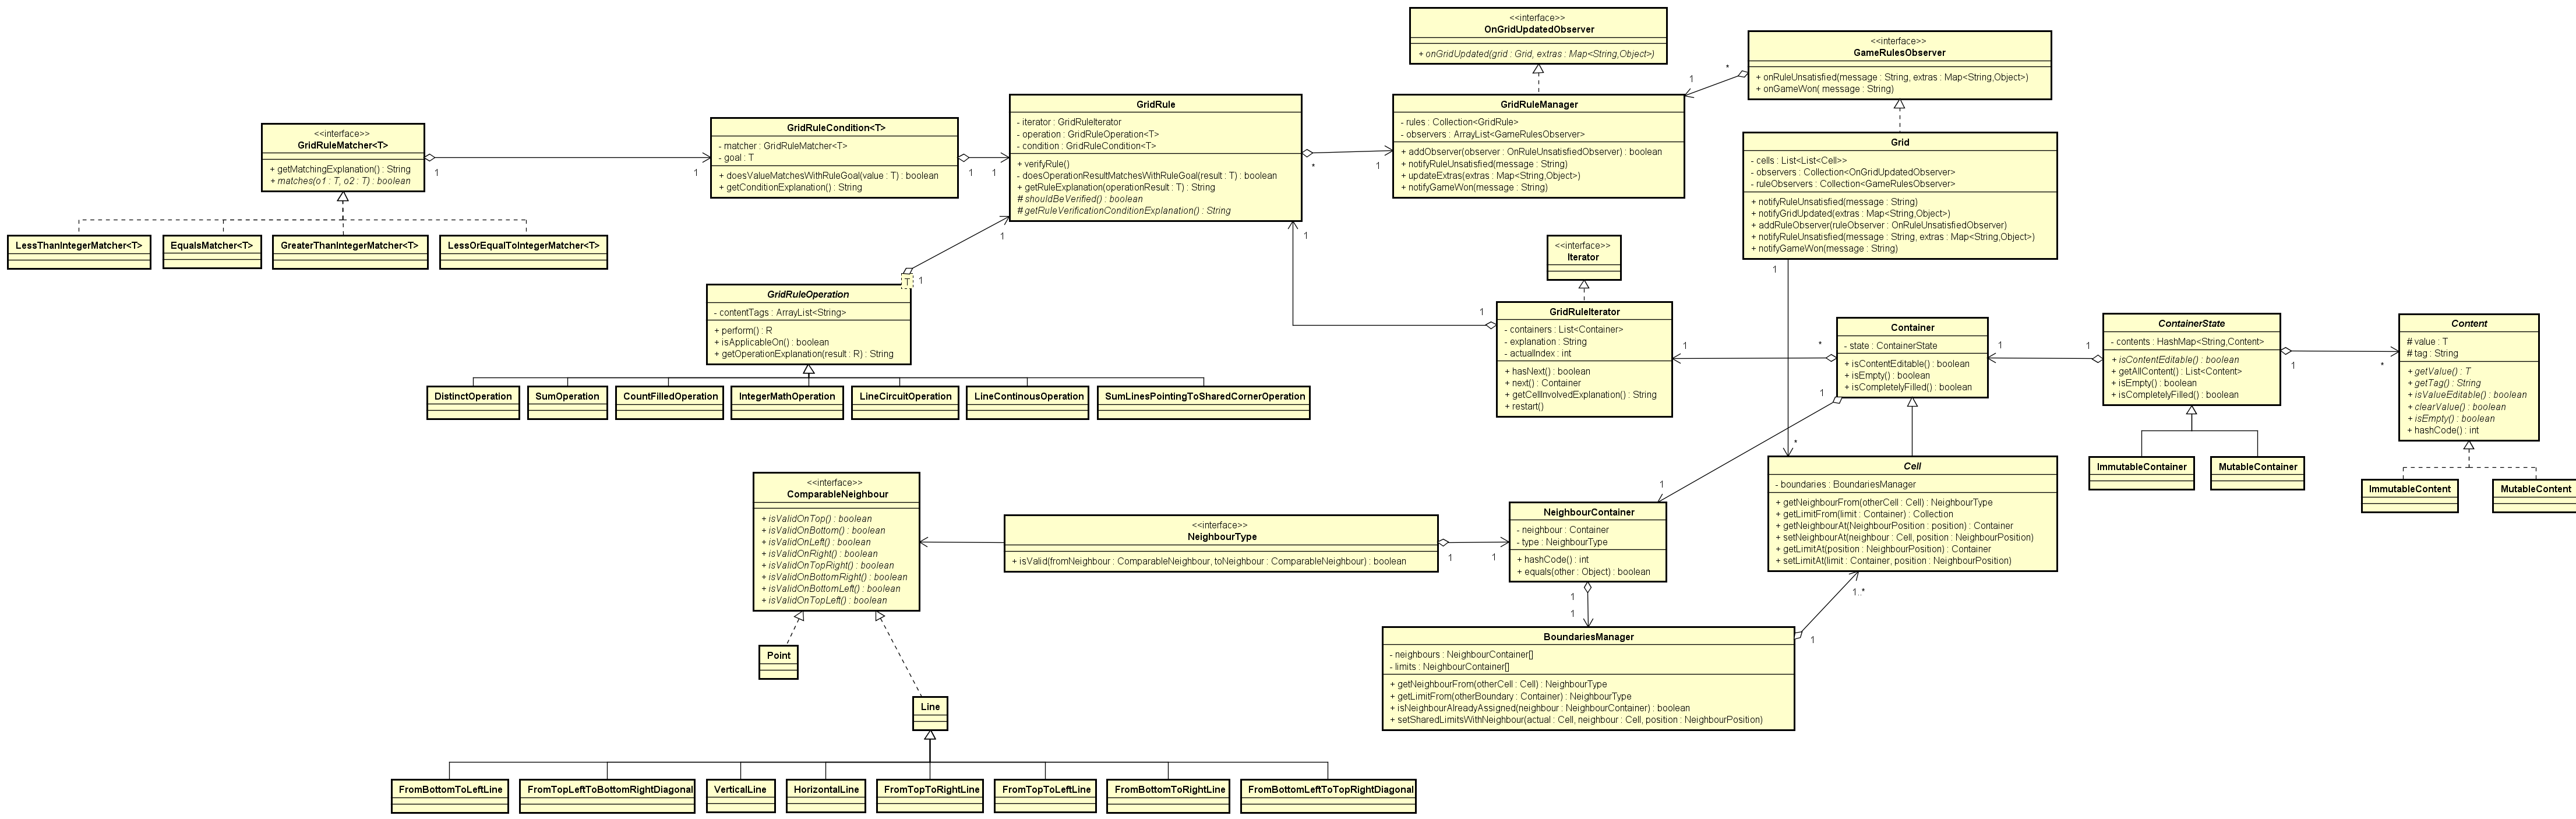 <<interface>>
OnGridUpdatedObserver
+ onGridUpdated(grid : Grid, extras : Map<String,Object>)
<<interface>>
GameRulesObserver
+ onRuleUnsatisfied(message : String, extras : Map<String,Object>)
+ onGameWon( message : String)
*
1
<<interface>>
GridRuleMatcher<T>
+ getMatchingExplanation() : String
+ matches(o1 : T, o2 : T) : boolean
1
1
LessThanIntegerMatcher<T>
EqualsMatcher<T>
GreaterThanIntegerMatcher<T>
LessOrEqualToIntegerMatcher<T>
GridRuleCondition<T>
- matcher : GridRuleMatcher<T>
- goal : T
+ doesValueMatchesWithRuleGoal(value : T) : boolean
+ getConditionExplanation() : String
1
1
GridRule
- iterator : GridRuleIterator
- operation : GridRuleOperation<T>
- condition : GridRuleCondition<T>
+ verifyRule()
- doesOperationResultMatchesWithRuleGoal(result : T) : boolean
+ getRuleExplanation(operationResult : T) : String
# shouldBeVerified() : boolean
# getRuleVerificationConditionExplanation() : String
*
1
1
1
GridRuleManager
- rules : Collection<GridRule>
- observers : ArrayList<GameRulesObserver>
+ addObserver(observer : OnRuleUnsatisfiedObserver) : boolean
+ notifyRuleUnsatisfied(message : String)
+ updateExtras(extras : Map<String,Object>)
+ notifyGameWon(message : String)
Grid
- cells : List<List<Cell>>
- observers : Collection<OnGridUpdatedObserver>
- ruleObservers : Collection<GameRulesObserver>
+ notifyRuleUnsatisfied(message : String)
+ notifyGridUpdated(extras : Map<String,Object>)
+ addRuleObserver(ruleObserver : OnRuleUnsatisfiedObserver)
+ notifyRuleUnsatisfied(message : String, extras : Map<String,Object>)
+ notifyGameWon(message : String)
1
*
T
1
GridRuleOperation
- contentTags : ArrayList<String>
+ perform() : R
+ isApplicableOn() : boolean
+ getOperationExplanation(result : R) : String
DistinctOperation
SumOperation
CountFilledOperation
IntegerMathOperation
LineCircuitOperation
LineContinousOperation
SumLinesPointingToSharedCornerOperation
<<interface>>
Iterator
1
GridRuleIterator
- containers : List<Container>
- explanation : String
- actualIndex : int
+ hasNext() : boolean
+ next() : Container
+ getCellInvolvedExplanation() : String
+ restart()
1
*
Container
- state : ContainerState
+ isContentEditable() : boolean
+ isEmpty() : boolean
+ isCompletelyFilled() : boolean
1
1
1
1
ContainerState
- contents : HashMap<String,Content>
+ isContentEditable() : boolean
+ getAllContent() : List<Content>
+ isEmpty() : boolean
+ isCompletelyFilled() : boolean
1
*
ImmutableContainer
MutableContainer
Content
# value : T
# tag : String
+ getValue() : T
+ getTag() : String
+ isValueEditable() : boolean
+ clearValue() : boolean
+ isEmpty() : boolean
+ hashCode() : int
ImmutableContent
MutableContent
Cell
- boundaries : BoundariesManager
+ getNeighbourFrom(otherCell : Cell) : NeighbourType
+ getLimitFrom(limit : Container) : Collection
+ getNeighbourAt(NeighbourPosition : position) : Container
+ setNeighbourAt(neighbour : Cell, position : NeighbourPosition)
+ getLimitAt(position : NeighbourPosition) : Container
+ setLimitAt(limit : Container, position : NeighbourPosition)
1..*
1
<<interface>>
ComparableNeighbour
+ isValidOnTop() : boolean
+ isValidOnBottom() : boolean
+ isValidOnLeft() : boolean
+ isValidOnRight() : boolean
+ isValidOnTopRight() : boolean
+ isValidOnBottomRight() : boolean
+ isValidOnBottomLeft() : boolean
+ isValidOnTopLeft() : boolean
<<interface>>
NeighbourType
+ isValid(fromNeighbour : ComparableNeighbour, toNeighbour : ComparableNeighbour) : boolean
1
1
NeighbourContainer
- neighbour : Container
- type : NeighbourType
+ hashCode() : int
+ equals(other : Object) : boolean
1
1
BoundariesManager
- neighbours : NeighbourContainer[]
- limits : NeighbourContainer[]
+ getNeighbourFrom(otherCell : Cell) : NeighbourType
+ getLimitFrom(otherBoundary : Container) : NeighbourType
+ isNeighbourAlreadyAssigned(neighbour : NeighbourContainer) : boolean
+ setSharedLimitsWithNeighbour(actual : Cell, neighbour : Cell, position : NeighbourPosition)
Point
Line
FromBottomToLeftLine
FromTopLeftToBottomRightDiagonal
VerticalLine
HorizontalLine
FromTopToRightLine
FromTopToLeftLine
FromBottomToRightLine
FromBottomLeftToTopRightDiagonal